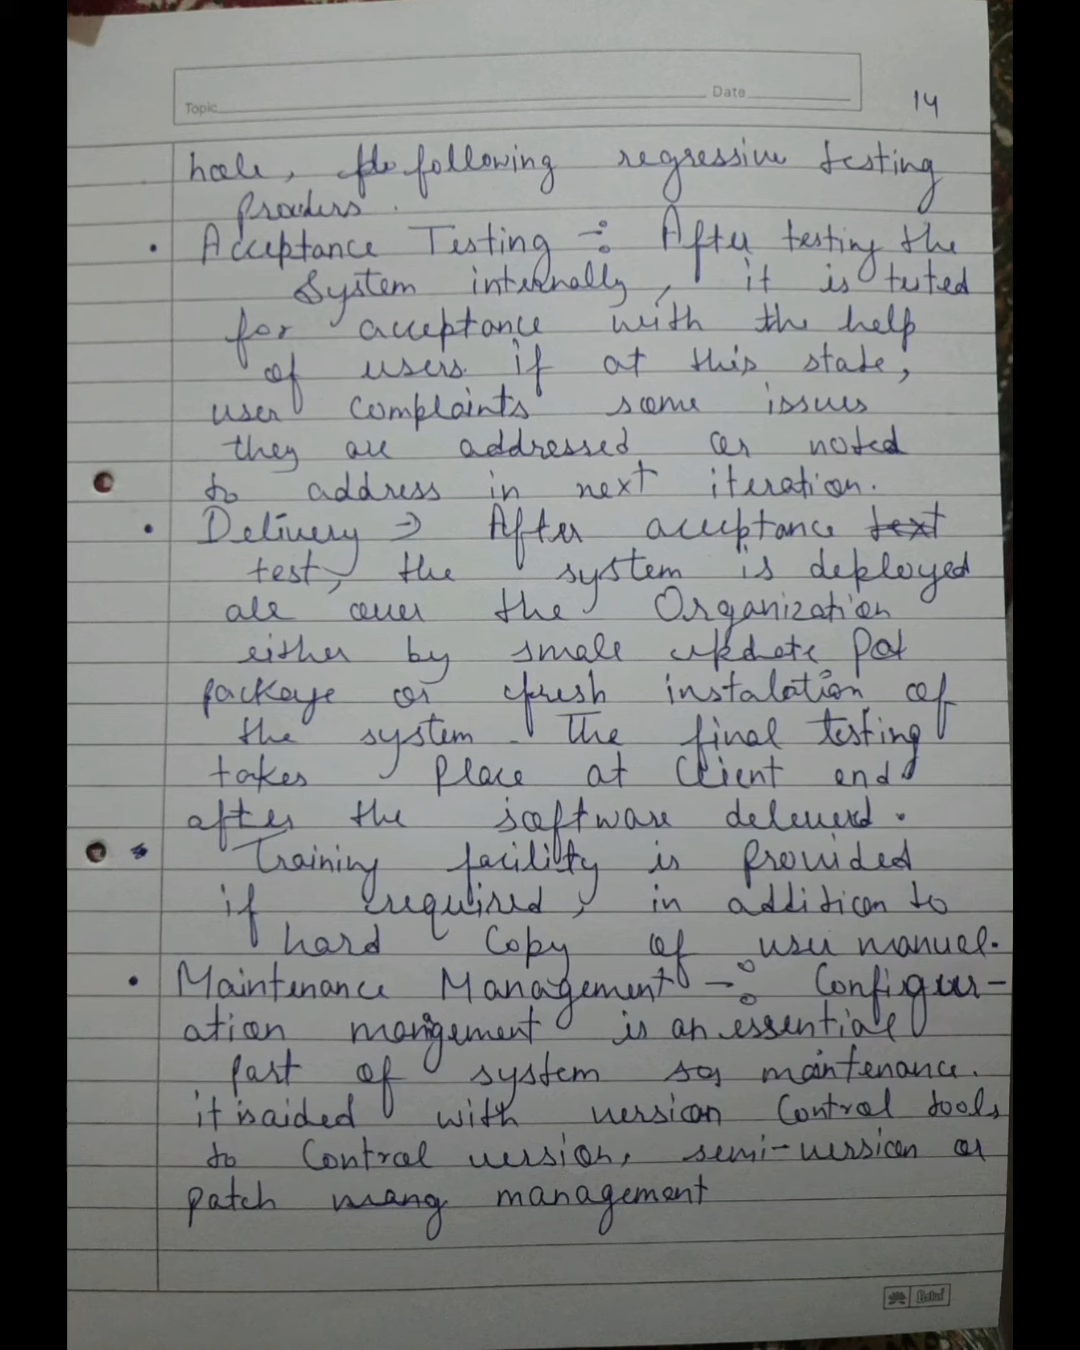 Topic Date
14
hole, following regressive testing
procders.
• Acceptance Testing -: After testing the
System internally, it is tested
for acceptance with the help
of users. if at this state,
user complaints some issues
they are addressed or noted
to address in next iteration.
• Delivery → After acceptance text
test, the system is deployed
all over the Organization
either by small update Pat
package or fresh instalation of
the system. The final testing
takes Place at Client end
after the software deleverd.
Training facility is provided
if required, in addition to
hard Copy of user manuel.
• Maintenance Management -: Configur-
ation mangement is an essential
part of system maintenance.
it is aided with version Control tools
to Control version, semi-version or
patch mang management